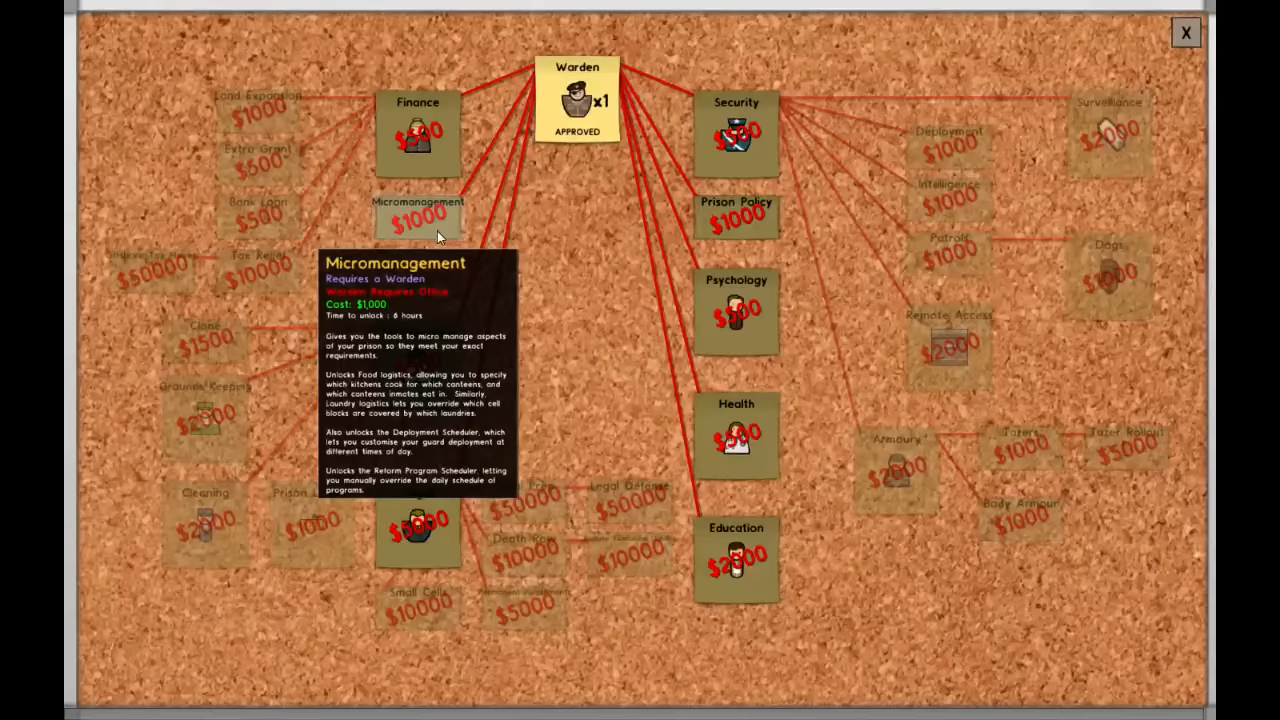 X
Warden
x1
APPROVED
Finance
$500
Security
$500
Land Expansion
$1000
Extra Grant
$500
Bank Loan
$500
Tax Relief
$10000
$50000
Micromanagement
$1000
Prison Policy
$1000
Psychology
$500
Health
$500
Education
$2000
Surveillance
$2000
Deployment
$1000
Intelligence
$1000
Patrols
$1000
Dogs
$1000
Remote Access
$2000
Armoury
$2000
Tazers
$1000
Tazer Rollout
$5000
Body Armour
$1000
Micromanagement
Requires a Warden
Warden Requires Office
Cost: $1,000
Time to unlock : 6 hours
Gives you the tools to micro manage aspects
of your prison so they meet your exact
requirements.
Unlocks Food logistics, allowing you to specify
which kitchens cook for which canteens, and
which canteens inmates eat in. Similarly,
Laundry logistics lets you override which cell
blocks are covered by which laundries.
Also unlocks the Deployment Scheduler, which
lets you customise your guard deployment at
different times of day.
Unlocks the Reform Program Scheduler, letting
you manually override the daily schedule of
programs.
Clone
$1500
Grounds Keeping
$2000
Cleaning
$2000
Prison
$1000
$5000
Prep
$5000
Legal Defense
$50000
Death Row
$10000
$10000
Small Cells
$10000
$5000